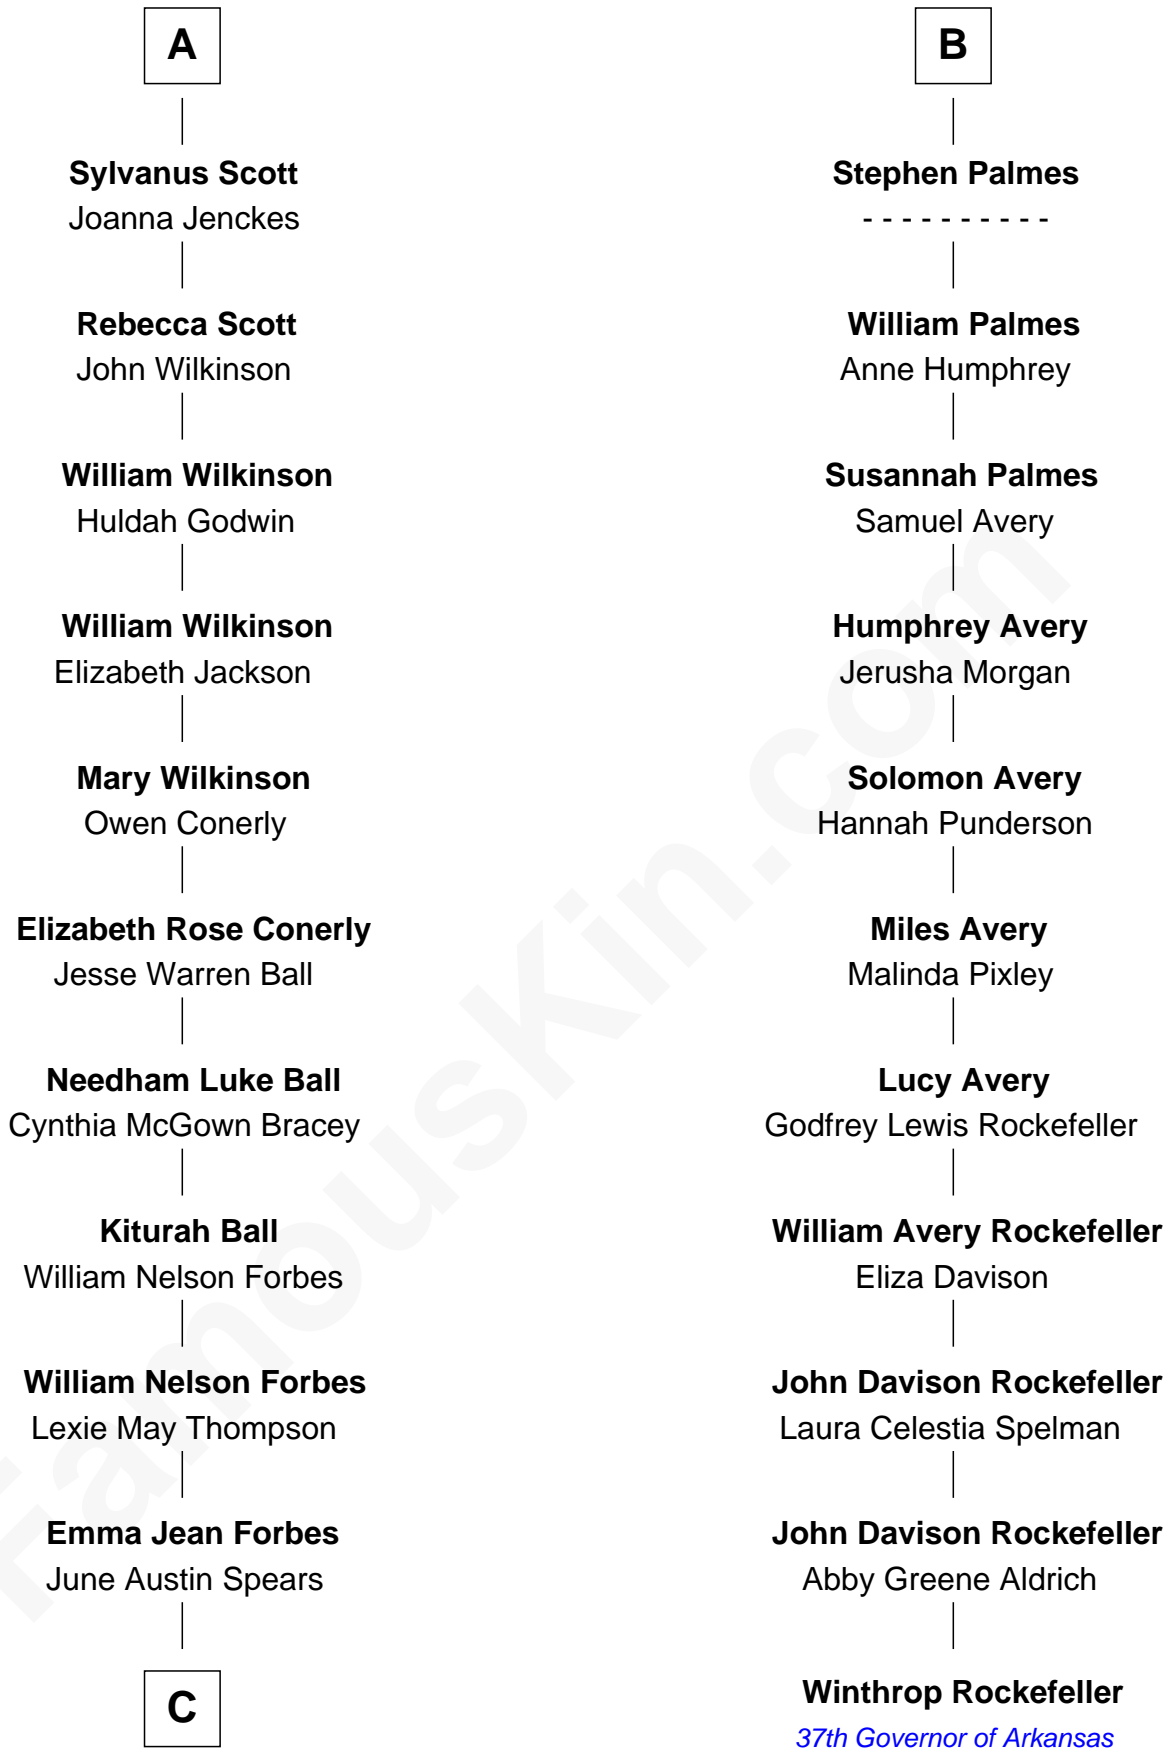 A
Sylvanus Scott
Joanna Jenckes
Rebecca Scott
John Wilkinson
William Wilkinson
Huldah Godwin
William Wilkinson
Elizabeth Jackson
Mary Wilkinson
Owen Conerly
Elizabeth Rose Conerly
Jesse Warren Ball
Needham Luke Ball
Cynthia McGown Bracey
Kiturah Ball
William Nelson Forbes
William Nelson Forbes
Lexie May Thompson
Emma Jean Forbes
June Austin Spears
C
B
Stephen Palmes
- - - - - - - - - -
William Palmes
Anne Humphrey
Susannah Palmes
Samuel Avery
Humphrey Avery
Jerusha Morgan
Solomon Avery
Hannah Punderson
Miles Avery
Malinda Pixley
Lucy Avery
Godfrey Lewis Rockefeller
William Avery Rockefeller
Eliza Davison
John Davison Rockefeller
Laura Celestia Spelman
John Davison Rockefeller
Abby Greene Aldrich
Winthrop Rockefeller
37th Governor of Arkansas
FamousKin.com